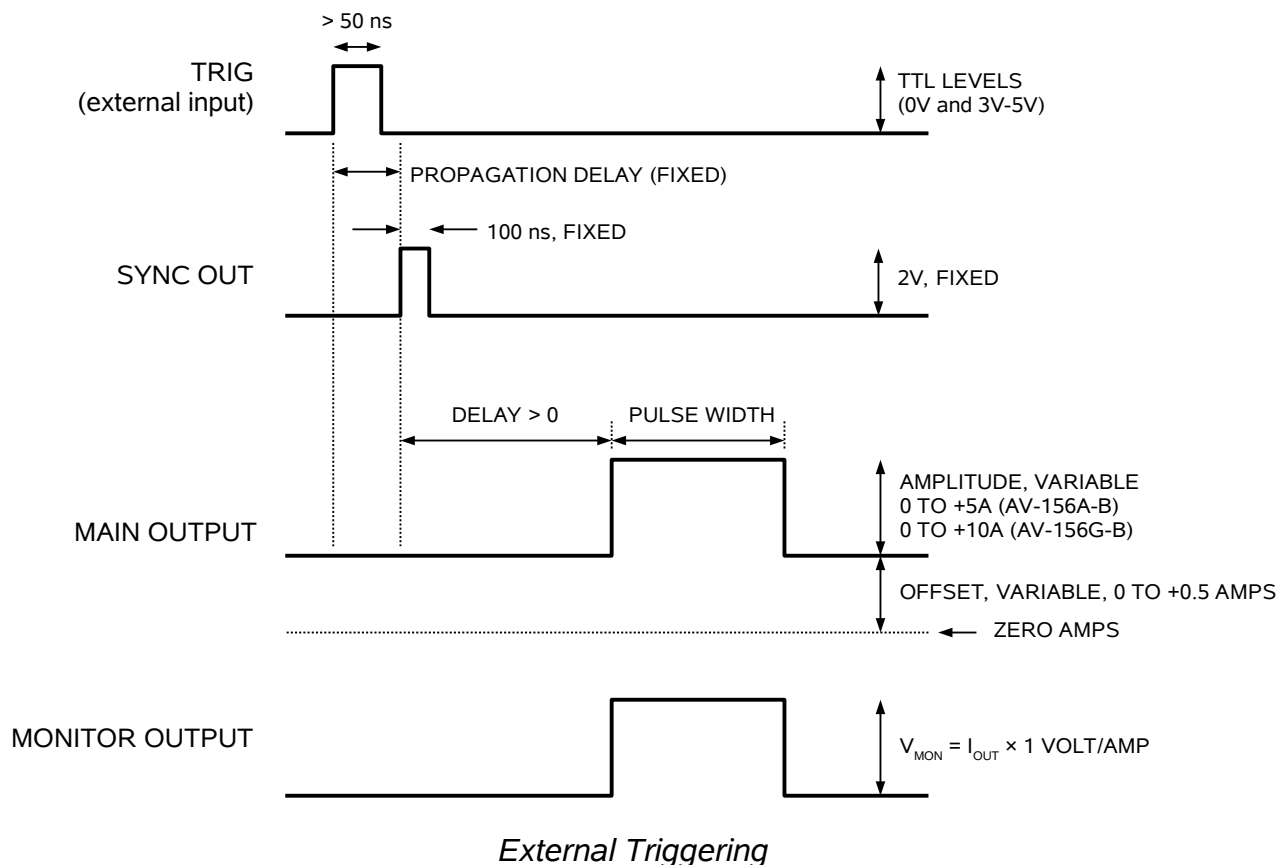 > 50 ns
TRIG
(external input)
TTL LEVELS
(0V and 3V-5V)
PROPAGATION DELAY (FIXED)
100 ns, FIXED
SYNC OUT
2V, FIXED
DELAY > 0
PULSE WIDTH
MAIN OUTPUT
AMPLITUDE, VARIABLE
0 TO +5A (AV-156A-B)
0 TO +10A (AV-156G-B)
OFFSET, VARIABLE, 0 TO +0.5 AMPS
ZERO AMPS
MONITOR OUTPUT
V_MON = I_OUT × 1 VOLT/AMP
External Triggering